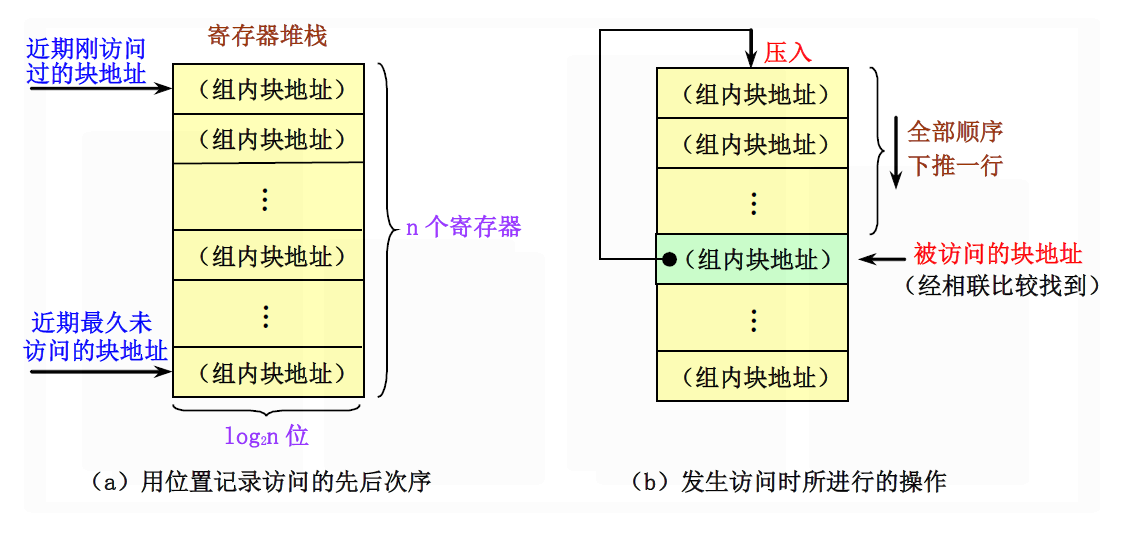 寄存器堆栈
近期刚访问
过的块地址
(组内块地址)
(组内块地址)
⋮
n 个寄存器
(组内块地址)
⋮
近期最久未
访问的块地址
(组内块地址)
log₂n 位
(a) 用位置记录访问的先后次序
压入
(组内块地址)
(组内块地址)
全部顺序
下推一行
⋮
(组内块地址)
被访问的块地址
(经相联比较找到)
⋮
(组内块地址)
(b) 发生访问时所进行的操作